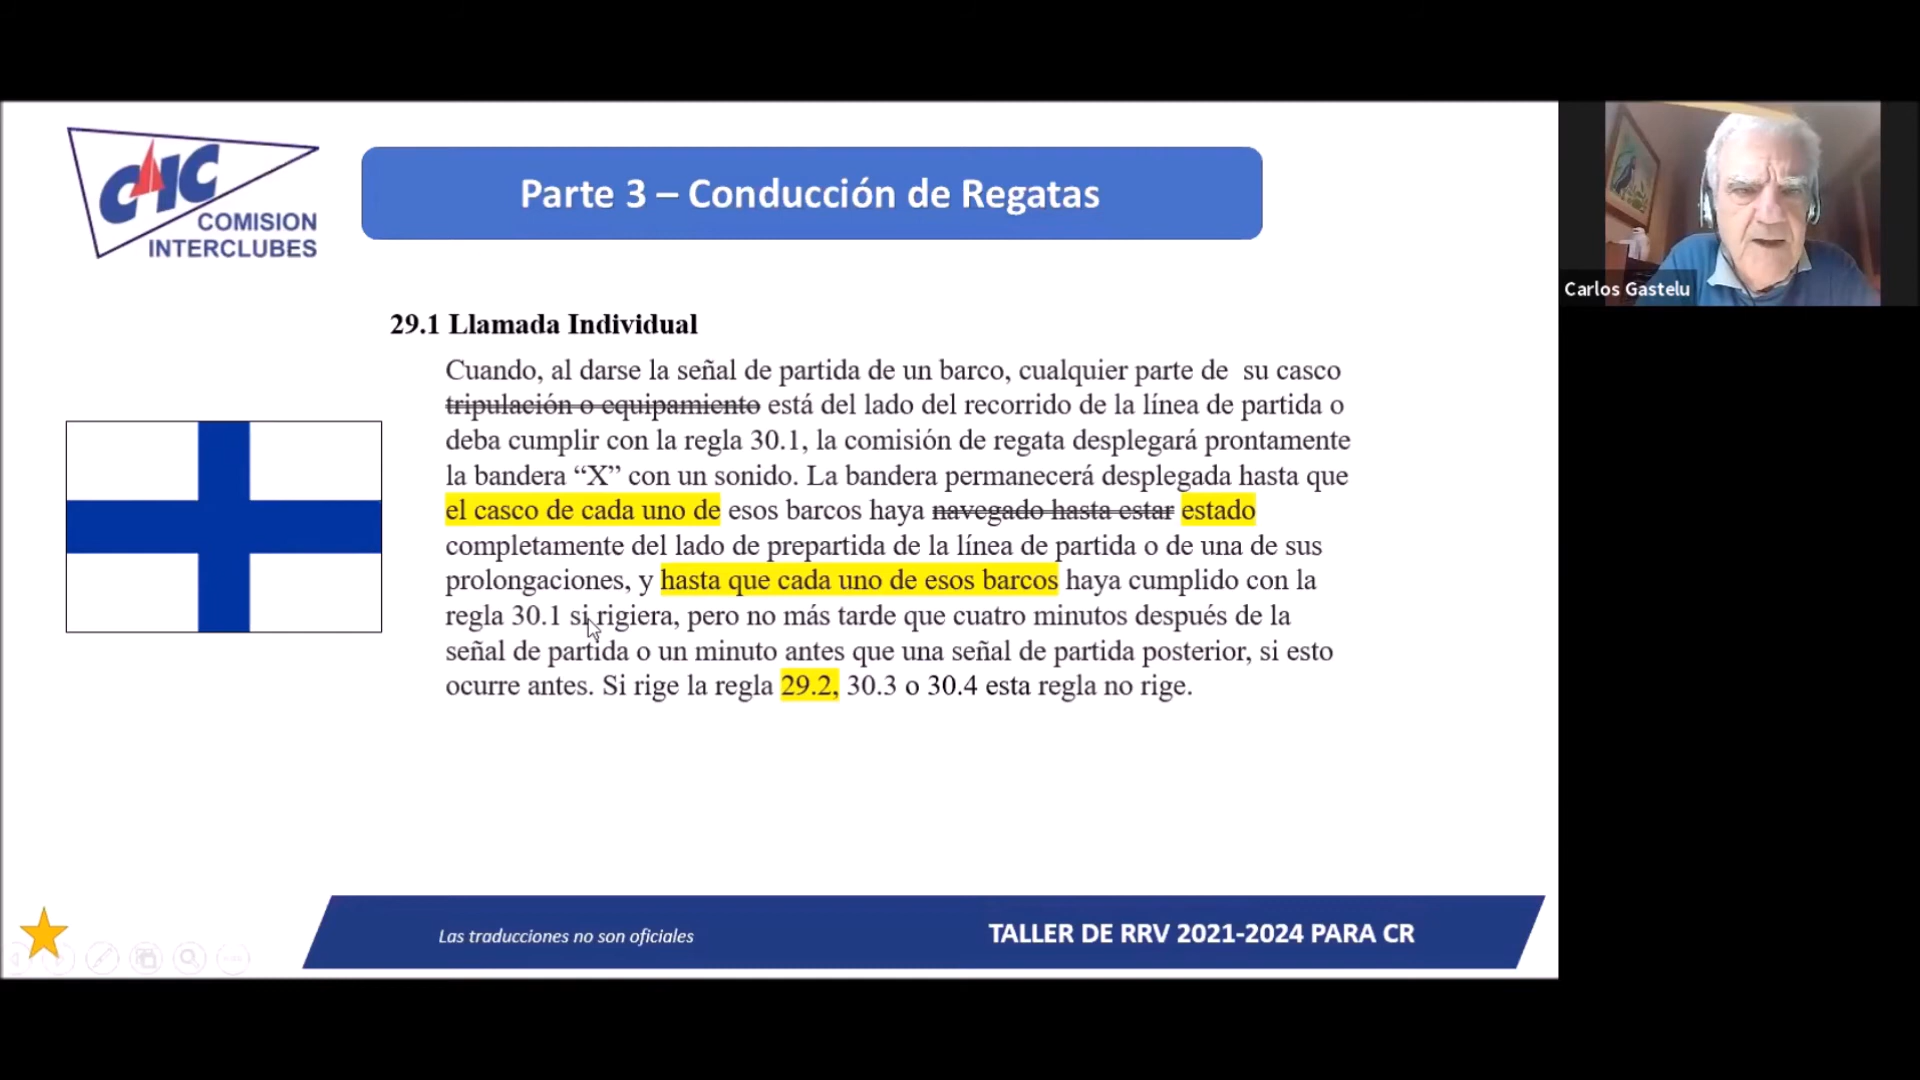 CIC
COMISION
INTERCLUBES
Parte 3 – Conducción de Regatas
Carlos Gastelu
29.1 Llamada Individual
Cuando, al darse la señal de partida de un barco, cualquier parte de su casco
tripulación o equipamiento está del lado del recorrido de la línea de partida o
deba cumplir con la regla 30.1, la comisión de regata desplegará prontamente
la bandera “X” con un sonido. La bandera permanecerá desplegada hasta que
el casco de cada uno de esos barcos haya navegado hasta estar estado
completamente del lado de prepartida de la línea de partida o de una de sus
prolongaciones, y hasta que cada uno de esos barcos haya cumplido con la
regla 30.1 si rigiera, pero no más tarde que cuatro minutos después de la
señal de partida o un minuto antes que una señal de partida posterior, si esto
ocurre antes. Si rige la regla 29.2, 30.3 o 30.4 esta regla no rige.
Las traducciones no son oficiales
TALLER DE RRV 2021-2024 PARA CR